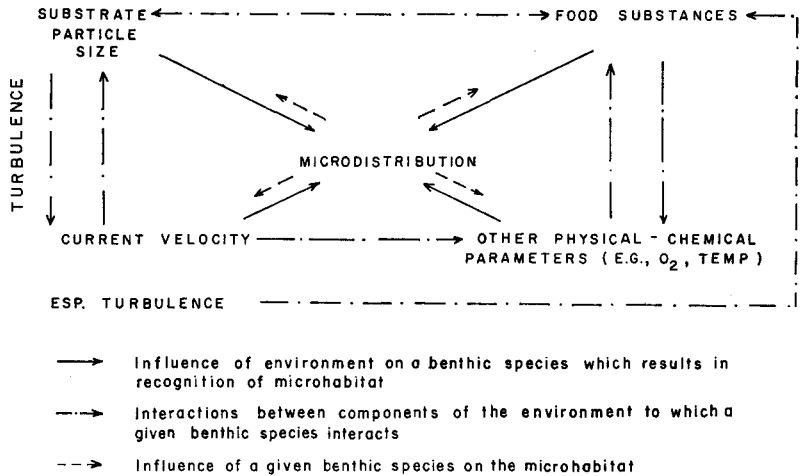 SUBSTRATE
PARTICLE
SIZE
FOOD SUBSTANCES
TURBULENCE
MICRODISTRIBUTION
CURRENT VELOCITY
OTHER PHYSICAL - CHEMICAL
PARAMETERS (E.G., O2, TEMP)
ESP. TURBULENCE
Influence of environment on a benthic species which results in
recognition of microhabitat
Interactions between components of the environment to which a
given benthic species interacts
Influence of a given benthic species on the microhabitat